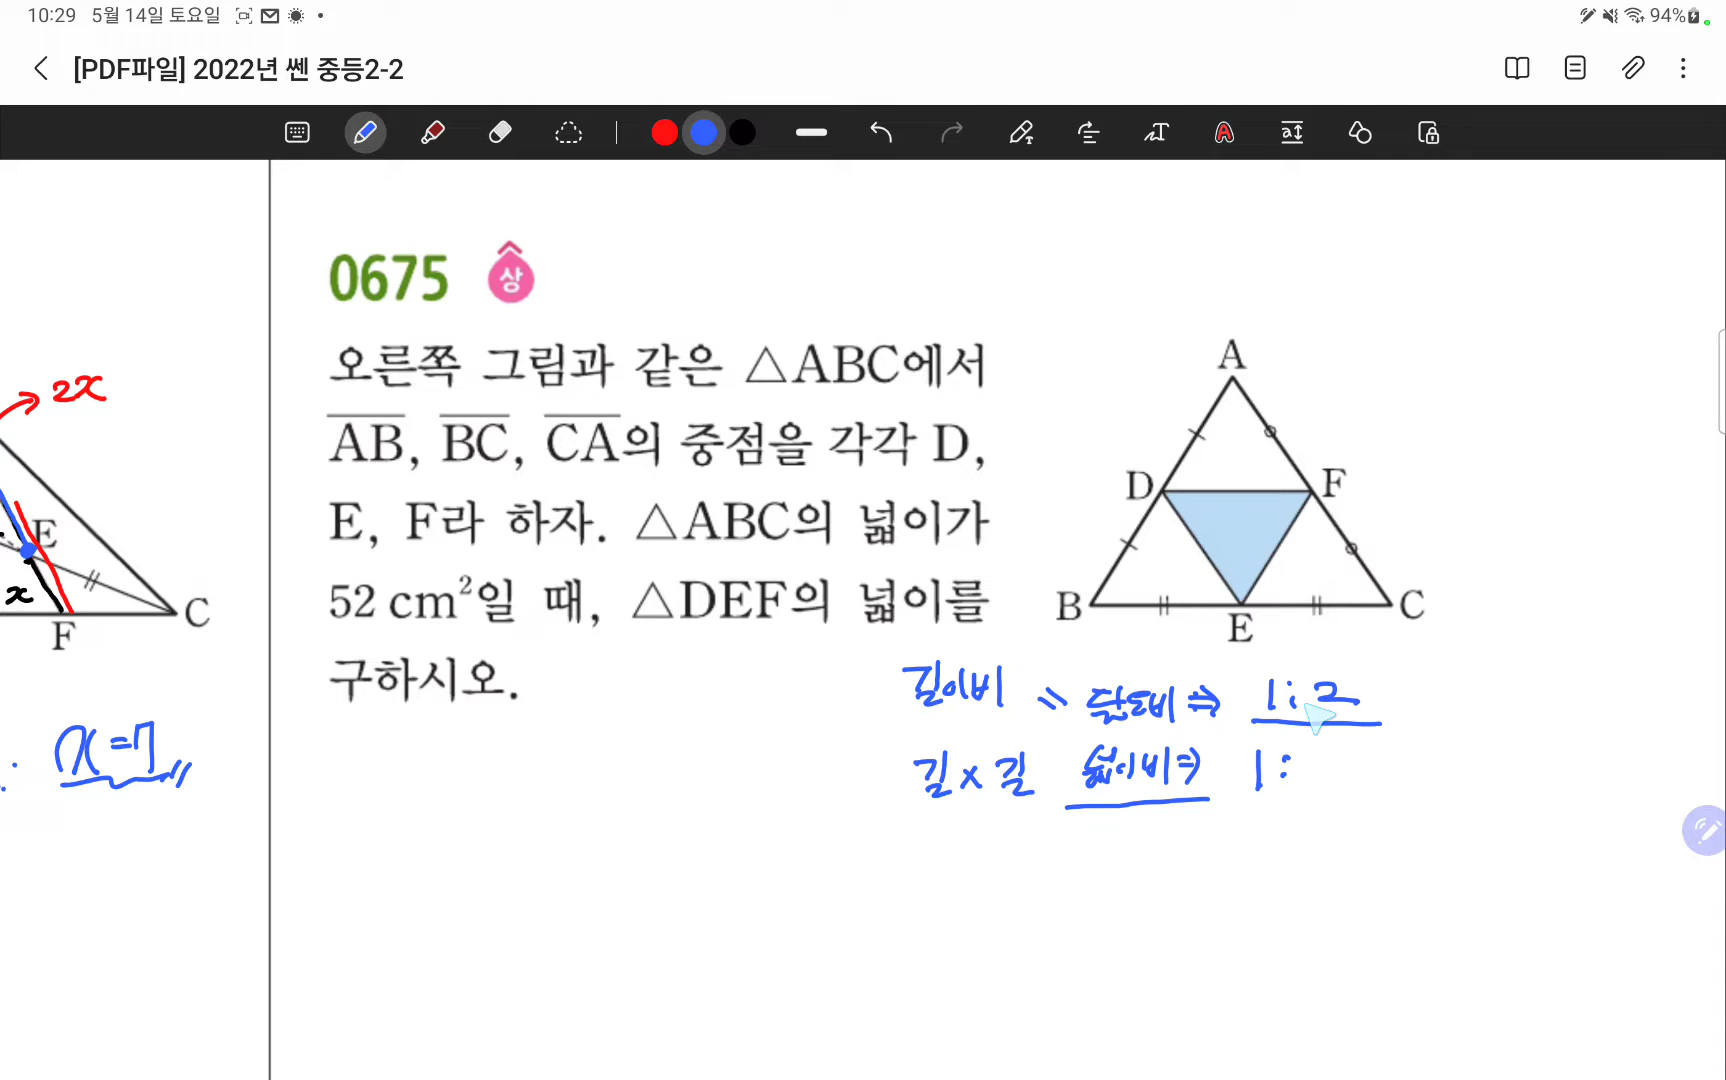 10:29 5월 14일 토요일
94%
[PDF파일] 2022년 쎈 중등2-2
2x
E
x
F
C
∴ x=7
0675 상
오른쪽 그림과 같은 △ABC에서
AB, BC, CA의 중점을 각각 D,
E, F라 하자. △ABC의 넓이가
52 cm²일 때, △DEF의 넓이를
구하시오.
A
D
F
B
E
C
길이비 닮음비 ⇒ 1:2
길×길 넓이비⇒ 1: